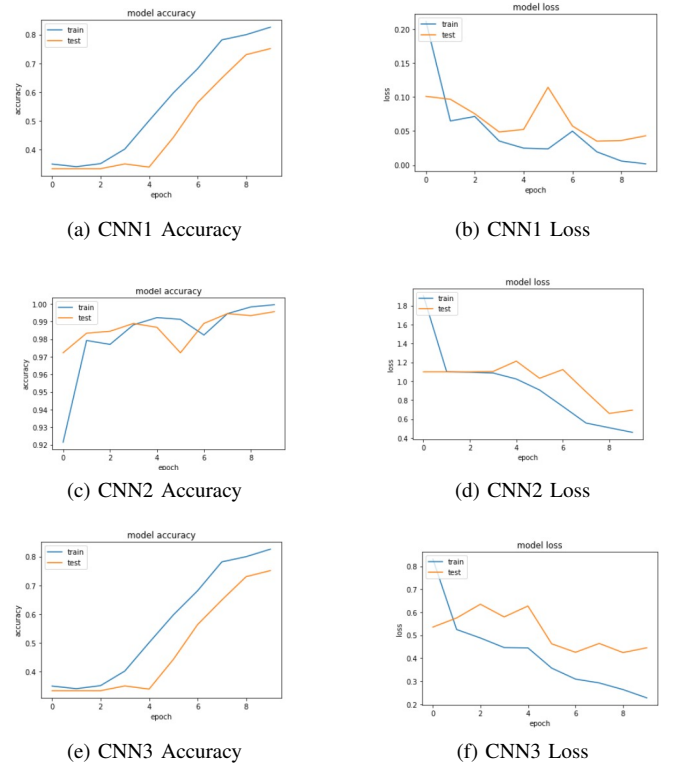 model accuracy
train
test
accuracy
0.8
0.7
0.6
0.5
0.4
0 2 4 6 8
epoch
(a) CNN1 Accuracy
model loss
train
test
loss
0.20
0.15
0.10
0.05
0.00
0 2 4 6 8
epoch
(b) CNN1 Loss
model accuracy
train
test
accuracy
1.00
0.99
0.98
0.97
0.96
0.95
0.94
0.93
0.92
0 2 4 6 8
epoch
(c) CNN2 Accuracy
model loss
train
test
loss
1.8
1.6
1.4
1.2
1.0
0.8
0.6
0.4
0 2 4 6 8
epoch
(d) CNN2 Loss
model accuracy
train
test
accuracy
0.8
0.7
0.6
0.5
0.4
0 2 4 6 8
epoch
(e) CNN3 Accuracy
model loss
train
test
loss
0.8
0.7
0.6
0.5
0.4
0.3
0.2
0 2 4 6 8
epoch
(f) CNN3 Loss